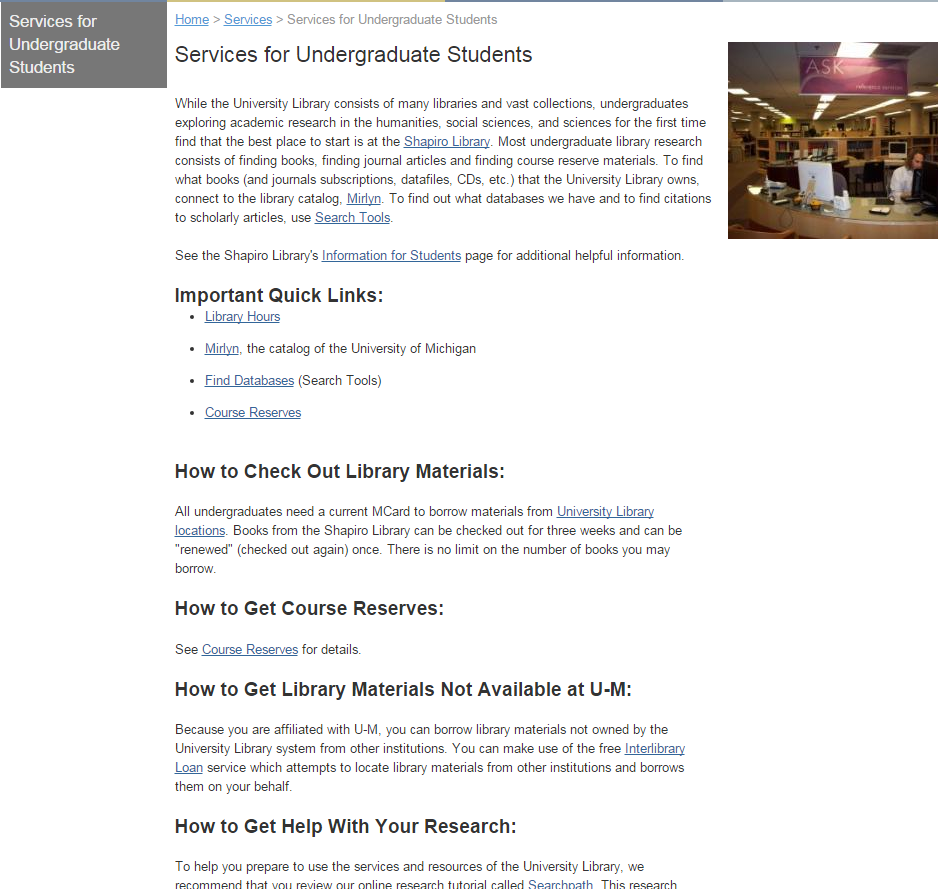 Services for
Undergraduate
Students
Home > Services > Services for Undergraduate Students
Services for Undergraduate Students
ASK
reference services
While the University Library consists of many libraries and vast collections, undergraduates
exploring academic research in the humanities, social sciences, and sciences for the first time
find that the best place to start is at the Shapiro Library. Most undergraduate library research
consists of finding books, finding journal articles and finding course reserve materials. To find
what books (and journals subscriptions, datafiles, CDs, etc.) that the University Library owns,
connect to the library catalog, Mirlyn. To find out what databases we have and to find citations
to scholarly articles, use Search Tools.
See the Shapiro Library's Information for Students page for additional helpful information.
Important Quick Links:
• Library Hours
• Mirlyn, the catalog of the University of Michigan
• Find Databases (Search Tools)
• Course Reserves
How to Check Out Library Materials:
All undergraduates need a current MCard to borrow materials from University Library
locations. Books from the Shapiro Library can be checked out for three weeks and can be
"renewed" (checked out again) once. There is no limit on the number of books you may
borrow.
How to Get Course Reserves:
See Course Reserves for details.
How to Get Library Materials Not Available at U-M:
Because you are affiliated with U-M, you can borrow library materials not owned by the
University Library system from other institutions. You can make use of the free Interlibrary
Loan service which attempts to locate library materials from other institutions and borrows
them on your behalf.
How to Get Help With Your Research:
To help you prepare to use the services and resources of the University Library, we
recommend that you review our online research tutorial called Searchpath. This research